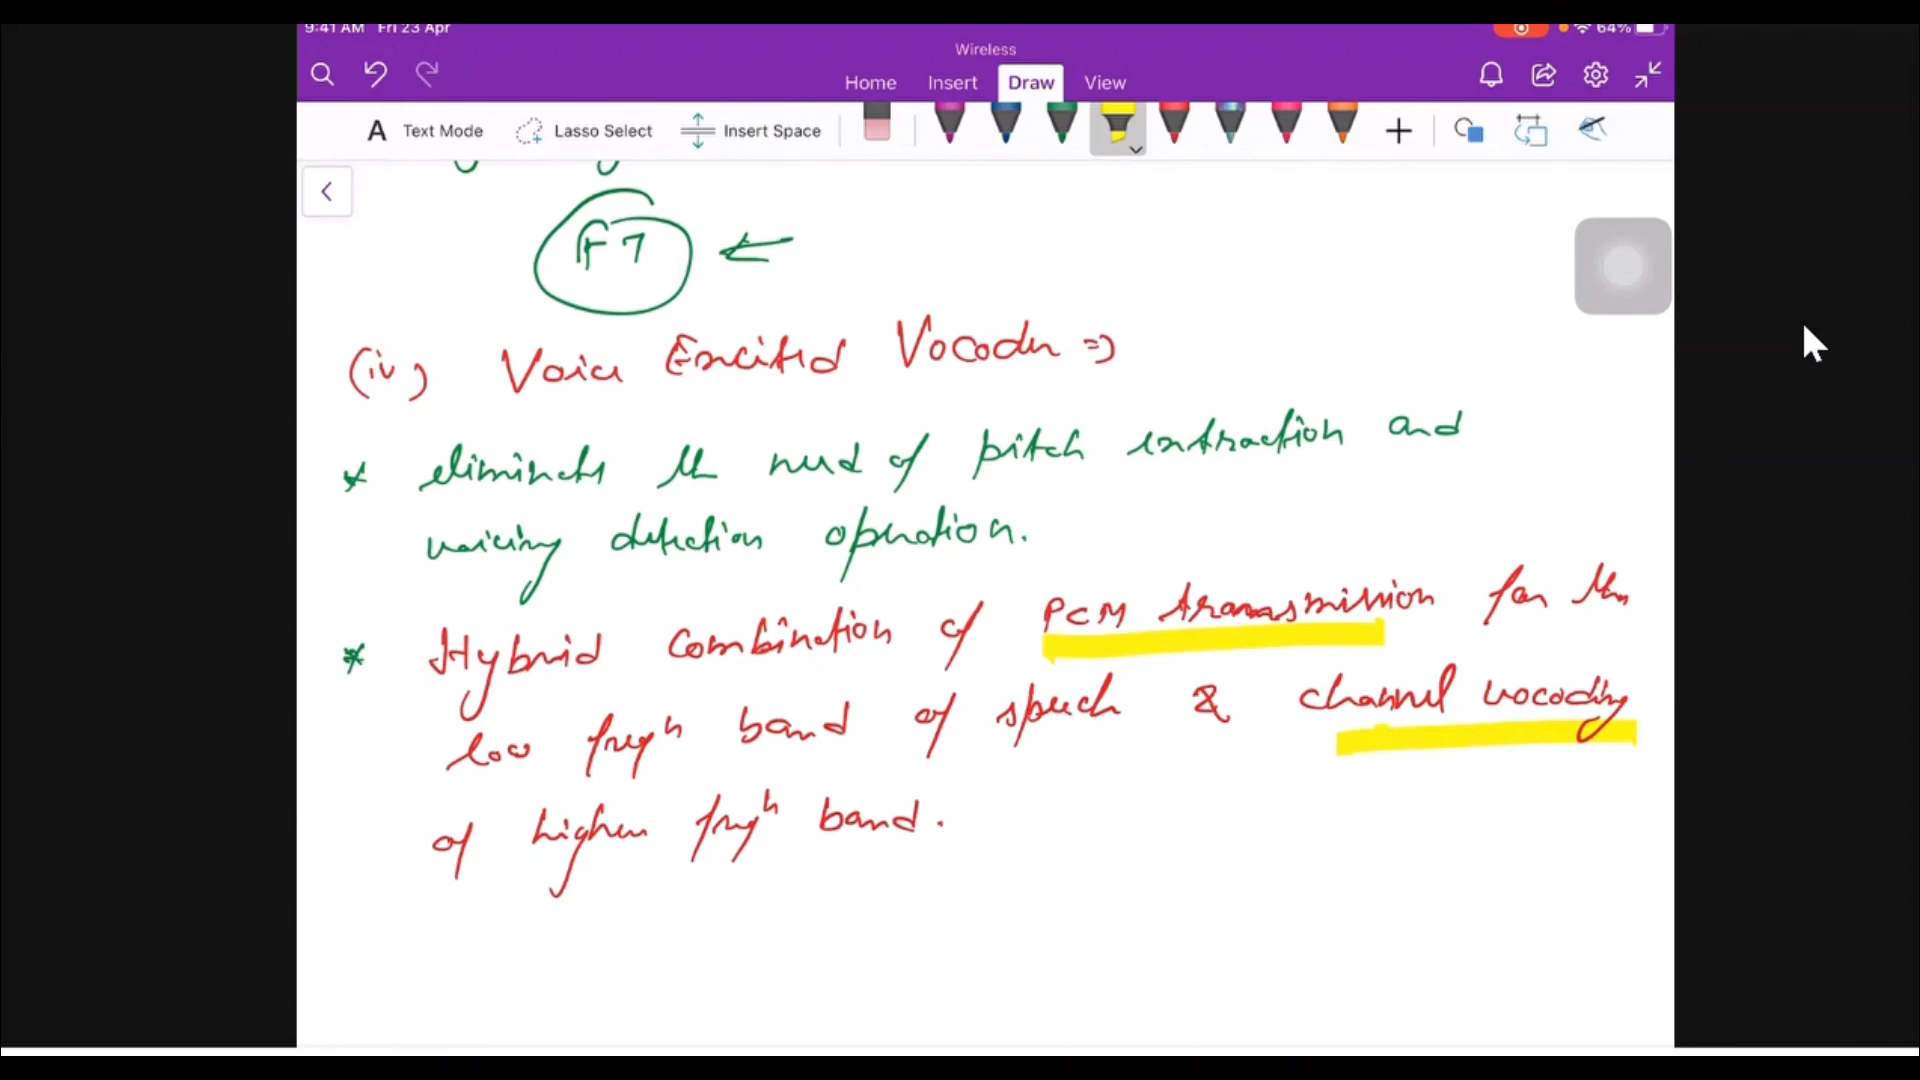 9:41 AM Fri 23 Apr 64%
Wireless
Home Insert Draw View
A Text Mode Lasso Select Insert Space
F7
(iv) Voice Excited Vocoder =>
* eliminates the need of pitch extraction and
voicing detection operation.
* Hybrid combination of PCM transmission for the
low freqn band of speech & channel vocoding
of higher freqn band.